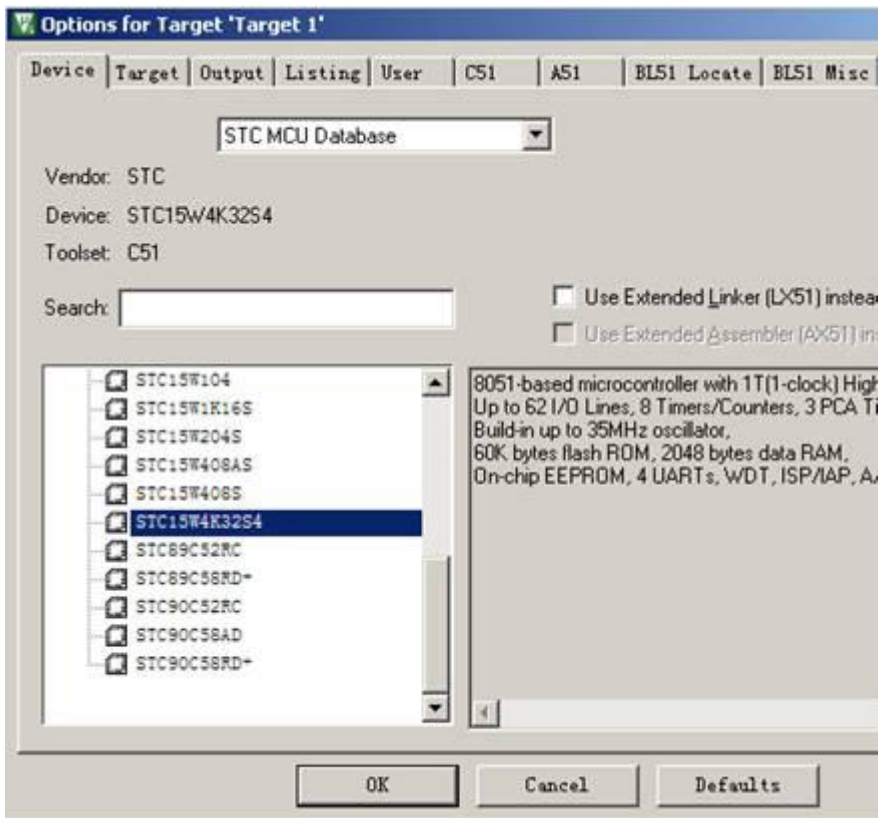 Options for Target 'Target 1'
Device Target Output Listing User C51 A51 BL51 Locate BL51 Misc
STC MCU Database
Vendor: STC
Device: STC15W4K32S4
Toolset: C51
Search:
Use Extended Linker (LX51) instea
Use Extended Assembler (AX51) in
STC15W104
STC15W1K16S
STC15W204S
STC15W408AS
STC15W408S
STC15W4K32S4
STC89C52RC
STC89C58RD+
STC90C52RC
STC90C58AD
STC90C58RD+
8051-based microcontroller with 1T(1-clock) High
Up to 62 I/O Lines, 8 Timers/Counters, 3 PCA Ti
Build-in up to 35MHz oscillator,
60K bytes flash ROM, 2048 bytes data RAM,
On-chip EEPROM, 4 UARTs, WDT, ISP/IAP, A
OK Cancel Defaults